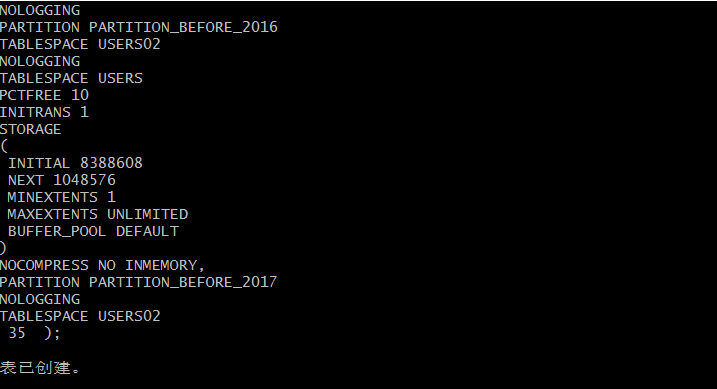 NOLOGGING
PARTITION PARTITION_BEFORE_2016
TABLESPACE USERS02
NOLOGGING
TABLESPACE USERS
PCTFREE 10
INITRANS 1
STORAGE
(
INITIAL 8388608
NEXT 1048576
MINEXTENTS 1
MAXEXTENTS UNLIMITED
BUFFER_POOL DEFAULT
)
NOCOMPRESS NO INMEMORY,
PARTITION PARTITION_BEFORE_2017
NOLOGGING
TABLESPACE USERS02
35  );
表已创建。